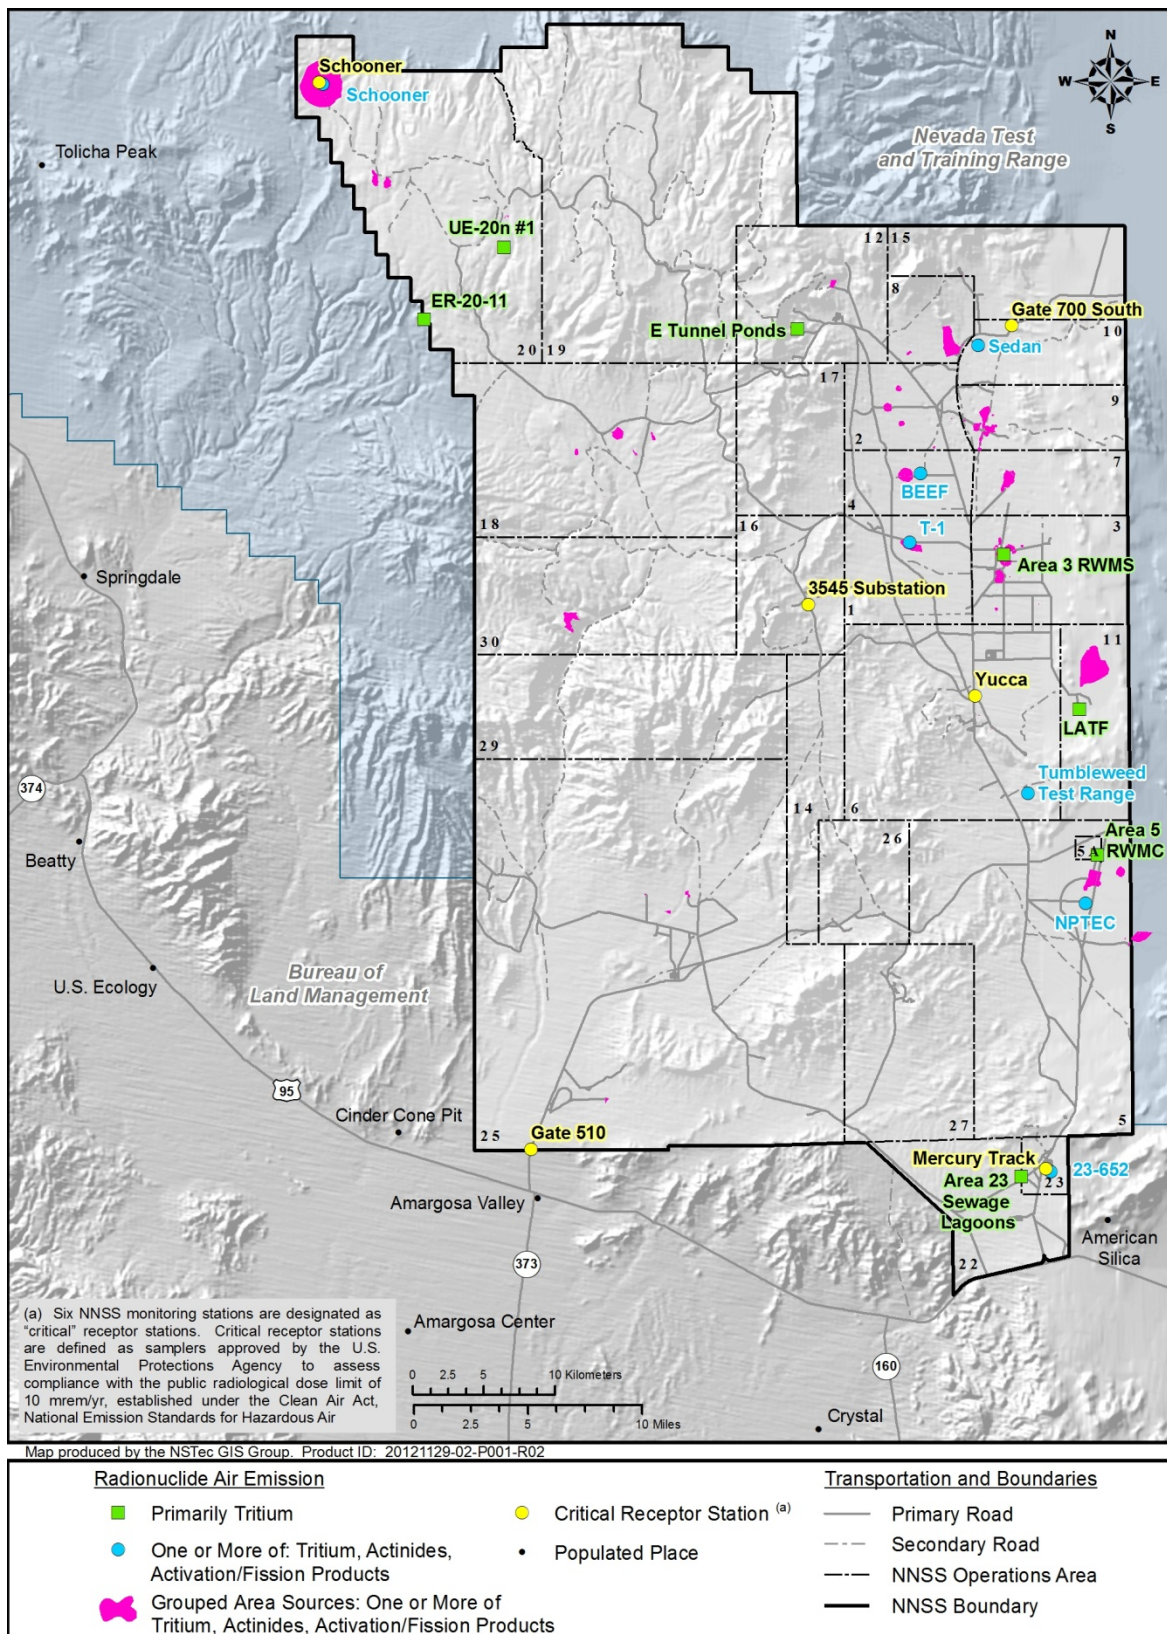 N
W
E
S
Schooner
Schooner
Tolicha Peak
Nevada Test
and Training Range
UE-20n #1
12
15
8
ER-20-11
Gate 700 South
E Tunnel Ponds
10
Sedan
20
19
17
9
2
7
BEEF
18
16
4
3
T-1
Springdale
Area 3 RWMS
3545 Substation
1
30
11
Yucca
LATF
29
374
Tumbleweed
Test Range
14
6
26
Area 5
RWMC
5A
Beatty
NPTEC
U.S. Ecology
Bureau of
Land Management
95
Cinder Cone Pit
25
Gate 510
27
5
Mercury Track
23-652
23
Area 23
Sewage
Lagoons
Amargosa Valley
American
Silica
373
22
(a) Six NNSS monitoring stations are designated as
“critical” receptor stations. Critical receptor stations
are defined as samplers approved by the U.S.
Environmental Protections Agency to assess
compliance with the public radiological dose limit of
10 mrem/yr, established under the Clean Air Act,
National Emission Standards for Hazardous Air
Amargosa Center
160
0 2.5 5 10 Kilometers
0 2.5 5 10 Miles
Crystal
Map produced by the NSTec GIS Group. Product ID: 20121129-02-P001-R02
Radionuclide Air Emission
Primarily Tritium
One or More of: Tritium, Actinides,
Activation/Fission Products
Grouped Area Sources: One or More of
Tritium, Actinides, Activation/Fission Products
Critical Receptor Station (a)
Populated Place
Transportation and Boundaries
Primary Road
Secondary Road
NNSS Operations Area
NNSS Boundary